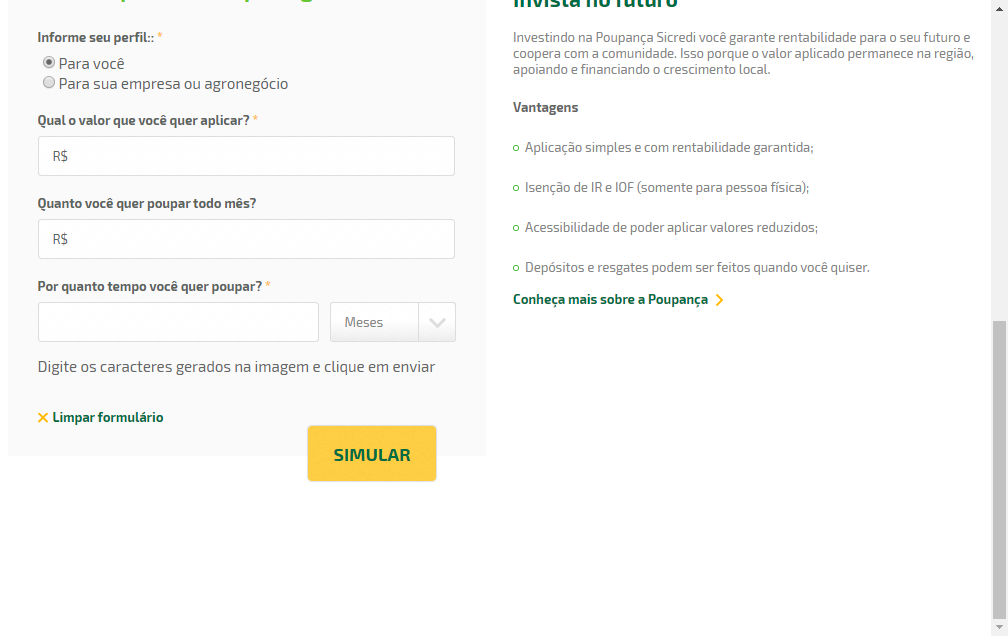 Informe seu perfil:: *
Para você
Para sua empresa ou agronegócio
Qual o valor que você quer aplicar? *
R$
Quanto você quer poupar todo mês?
R$
Por quanto tempo você quer poupar? *
Meses
Digite os caracteres gerados na imagem e clique em enviar
Limpar formulário
SIMULAR
Invista no futuro
Investindo na Poupança Sicredi você garante rentabilidade para o seu futuro e
coopera com a comunidade. Isso porque o valor aplicado permanece na região,
apoiando e financiando o crescimento local.
Vantagens
Aplicação simples e com rentabilidade garantida;
Isenção de IR e IOF (somente para pessoa física);
Acessibilidade de poder aplicar valores reduzidos;
Depósitos e resgates podem ser feitos quando você quiser.
Conheça mais sobre a Poupança